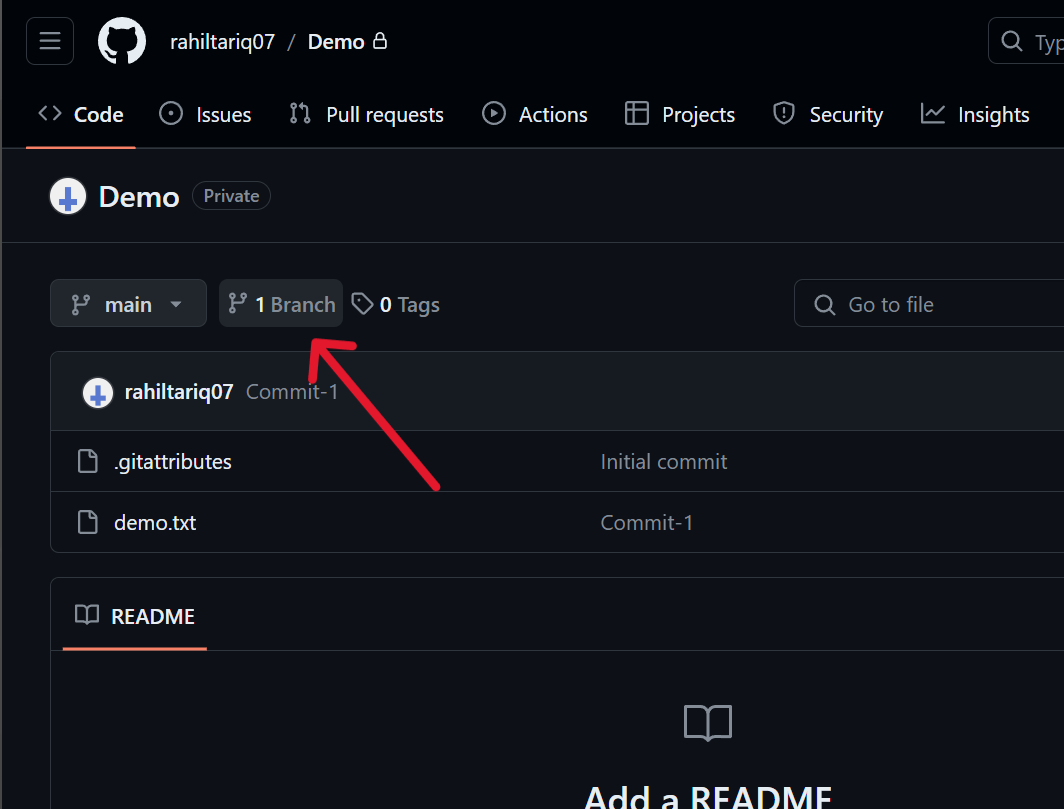 rahiltariq07 / Demo
Typ
Code Issues Pull requests Actions Projects Security Insights
Demo Private
main 1 Branch 0 Tags Go to file
rahiltariq07 Commit-1
.gitattributes Initial commit
demo.txt Commit-1
README
Add a README